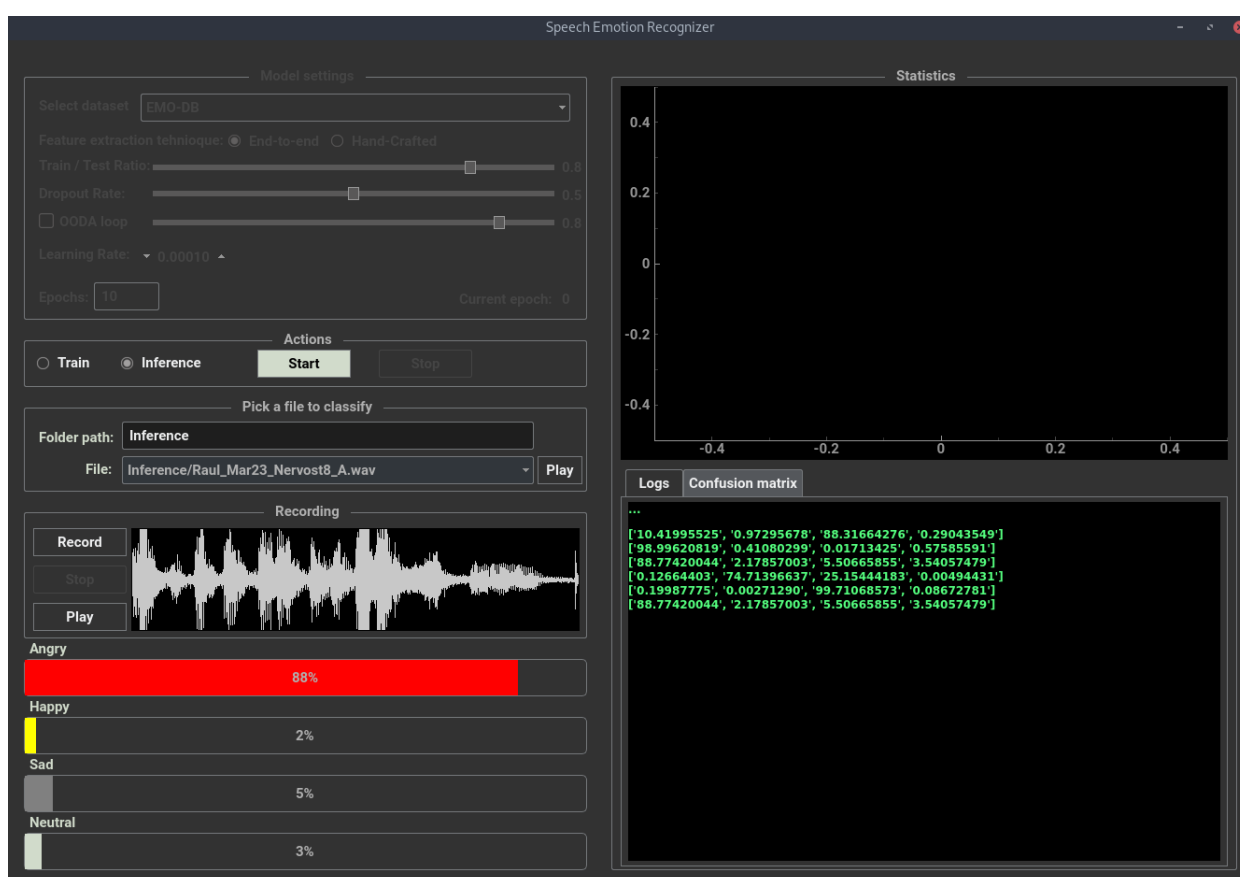 Speech Emotion Recognizer
Model settings
Select dataset EMO-DB
Feature extraction tehnioque: End-to-end Hand-Crafted
Train / Test Ratio: 0.8
Dropout Rate: 0.5
OODA loop 0.8
Learning Rate: 0.00010
Epochs: 10 Current epoch: 0
Actions
Train Inference Start Stop
Pick a file to classify
Folder path: Inference
File: Inference/Raul_Mar23_Nervost8_A.wav Play
Recording
Record
Stop
Play
Angry
88%
Happy
2%
Sad
5%
Neutral
3%
Statistics
0.4
0.2
0
-0.2
-0.4
-0.4 -0.2 0 0.2 0.4
Logs Confusion matrix
...
['10.41995525', '0.97295678', '88.31664276', '0.29043549']
['98.99620819', '0.41080299', '0.01713425', '0.57585591']
['88.77420044', '2.17857003', '5.50665855', '3.54057479']
['0.12664403', '74.71396637', '25.15444183', '0.00494431']
['0.19987775', '0.00271290', '99.71068573', '0.08672781']
['88.77420044', '2.17857003', '5.50665855', '3.54057479']